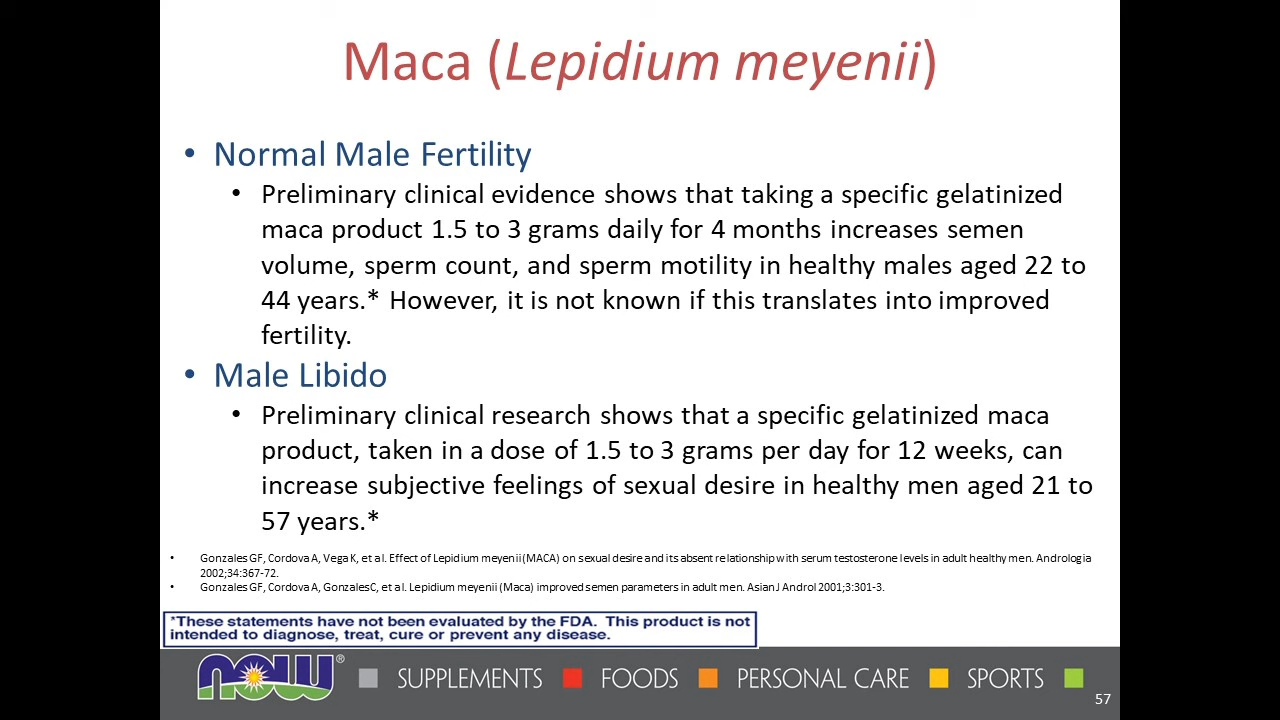 Maca (Lepidium meyenii)
• Normal Male Fertility
• Preliminary clinical evidence shows that taking a specific gelatinized
maca product 1.5 to 3 grams daily for 4 months increases semen
volume, sperm count, and sperm motility in healthy males aged 22 to
44 years.* However, it is not known if this translates into improved
fertility.
• Male Libido
• Preliminary clinical research shows that a specific gelatinized maca
product, taken in a dose of 1.5 to 3 grams per day for 12 weeks, can
increase subjective feelings of sexual desire in healthy men aged 21 to
57 years.*
• Gonzales GF, Cordova A, Vega K, et al. Effect of Lepidium meyenii (MACA) on sexual desire and its absent relationship with serum testosterone levels in adult healthy men. Andrologia
2002;34:367-72.
• Gonzales GF, Cordova A, Gonzales C, et al. Lepidium meyenii (Maca) improved semen parameters in adult men. Asian J Androl 2001;3:301-3.
*These statements have not been evaluated by the FDA. This product is not
intended to diagnose, treat, cure or prevent any disease.
now® SUPPLEMENTS FOODS PERSONAL CARE SPORTS
57